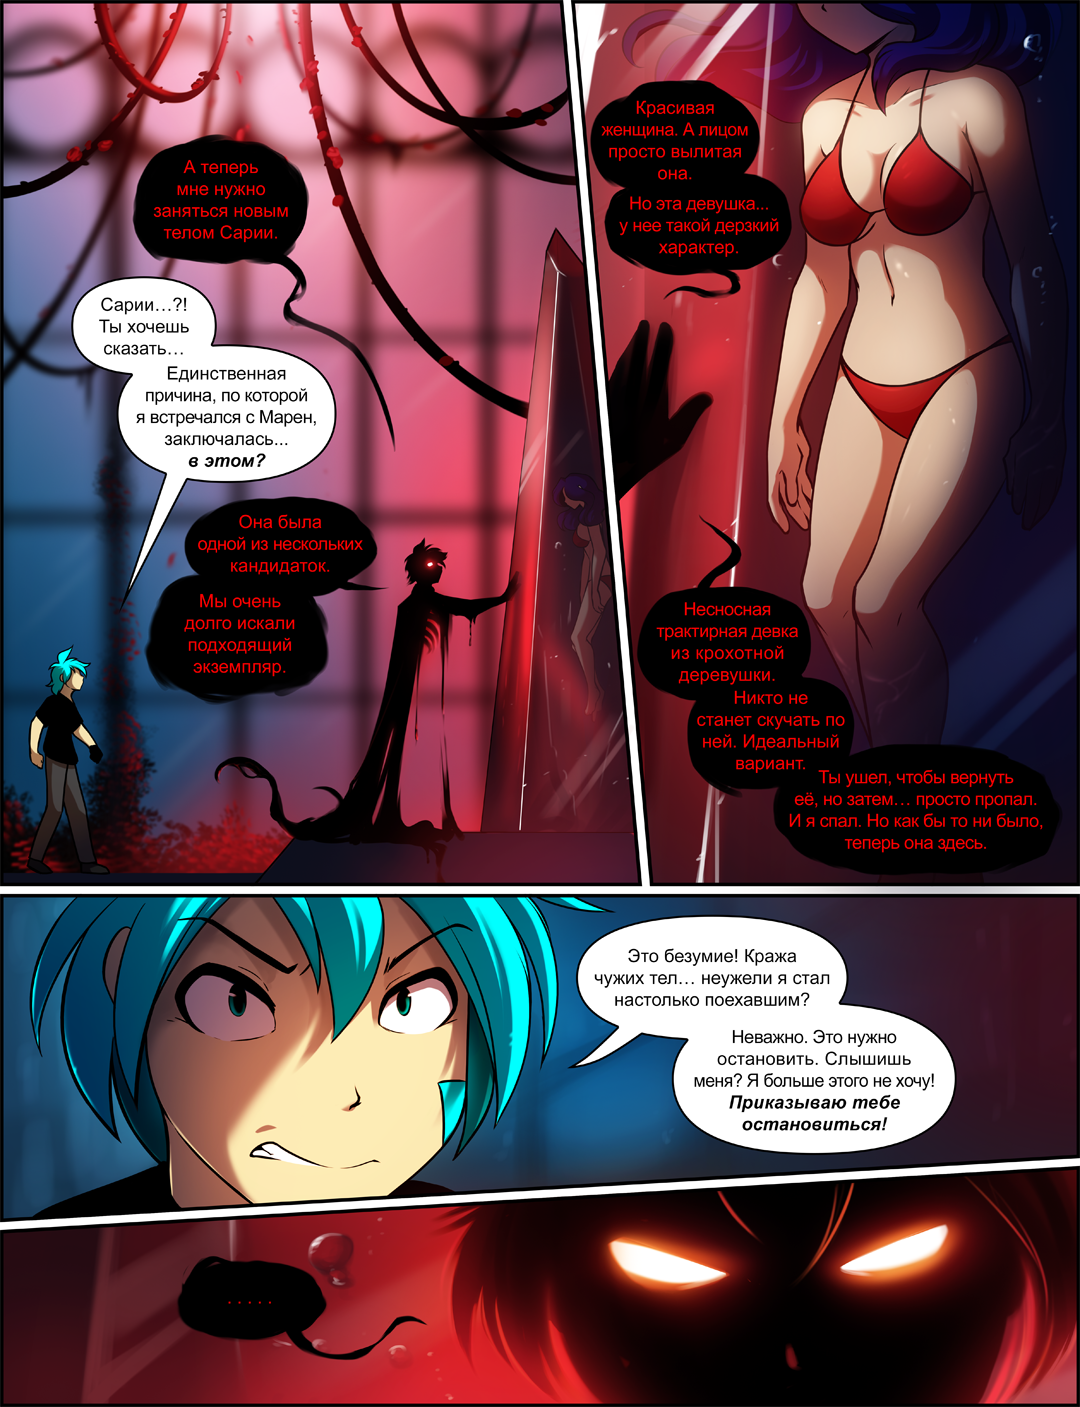 А теперь
мне нужно
заняться новым
телом Сарии.
Сарии...?!
Ты хочешь
сказать...
Единственная
причина, по которой
я встречался с Марен,
заключалась...
в этом?
Она была
одной из нескольких
кандидаток.
Мы очень
долго искали
подходящий
экземпляр.
Красивая
женщина. А лицом
просто вылитая
она.
Но эта девушка...
у нее такой дерзкий
характер.
Несносная
трактирная девка
из крохотной
деревушки.
Никто не
станет скучать по
ней. Идеальный
вариант.
Ты ушел, чтобы вернуть
её, но затем... просто пропал.
И я спал. Но как бы то ни было,
теперь она здесь.
Это безумие! Кража
чужих тел... неужели я стал
настолько поехавшим?
Неважно. Это нужно
остановить. Слышишь
меня? Я больше этого не хочу!
Приказываю тебе
остановиться!
. . . . .